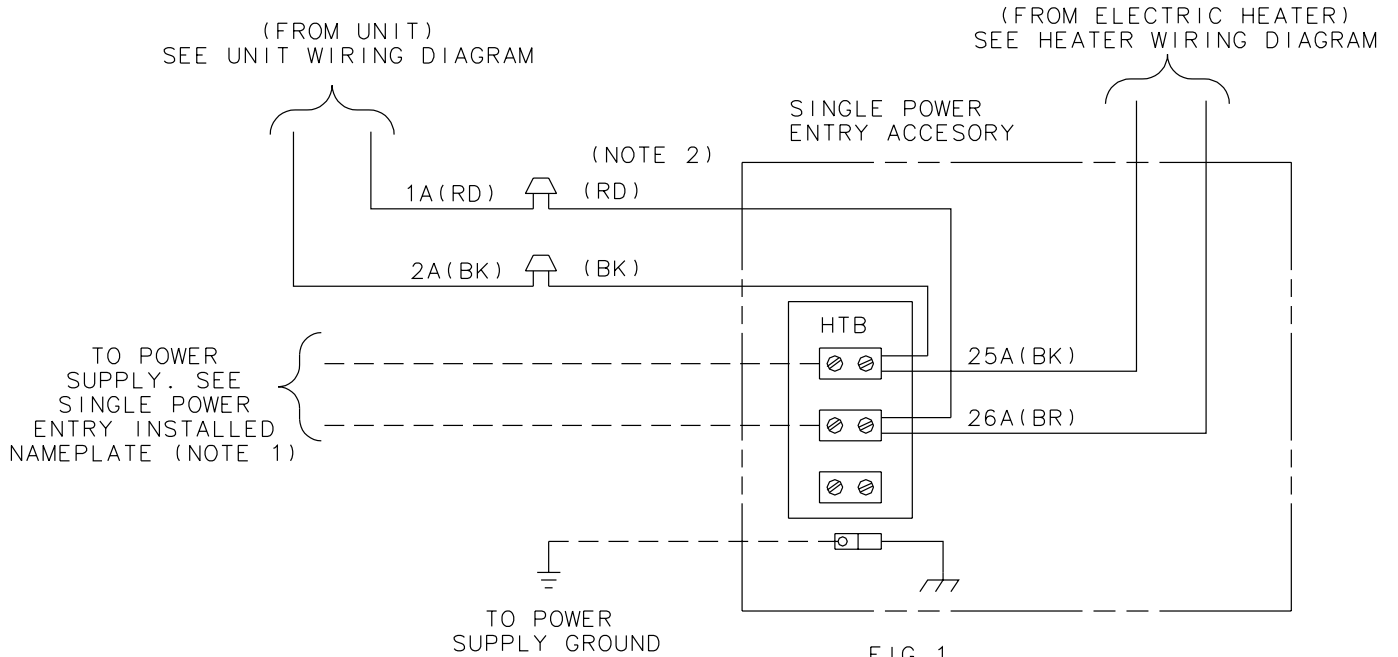 (FROM UNIT)
SEE UNIT WIRING DIAGRAM
(FROM ELECTRIC HEATER)
SEE HEATER WIRING DIAGRAM
SINGLE POWER
ENTRY ACCESORY
(NOTE 2)
1A(RD) (RD)
2A(BK) (BK)
HTB
TO POWER
SUPPLY. SEE
SINGLE POWER
ENTRY INSTALLED
NAMEPLATE (NOTE 1)
25A(BK)
26A(BR)
TO POWER
SUPPLY GROUND
FIG 1